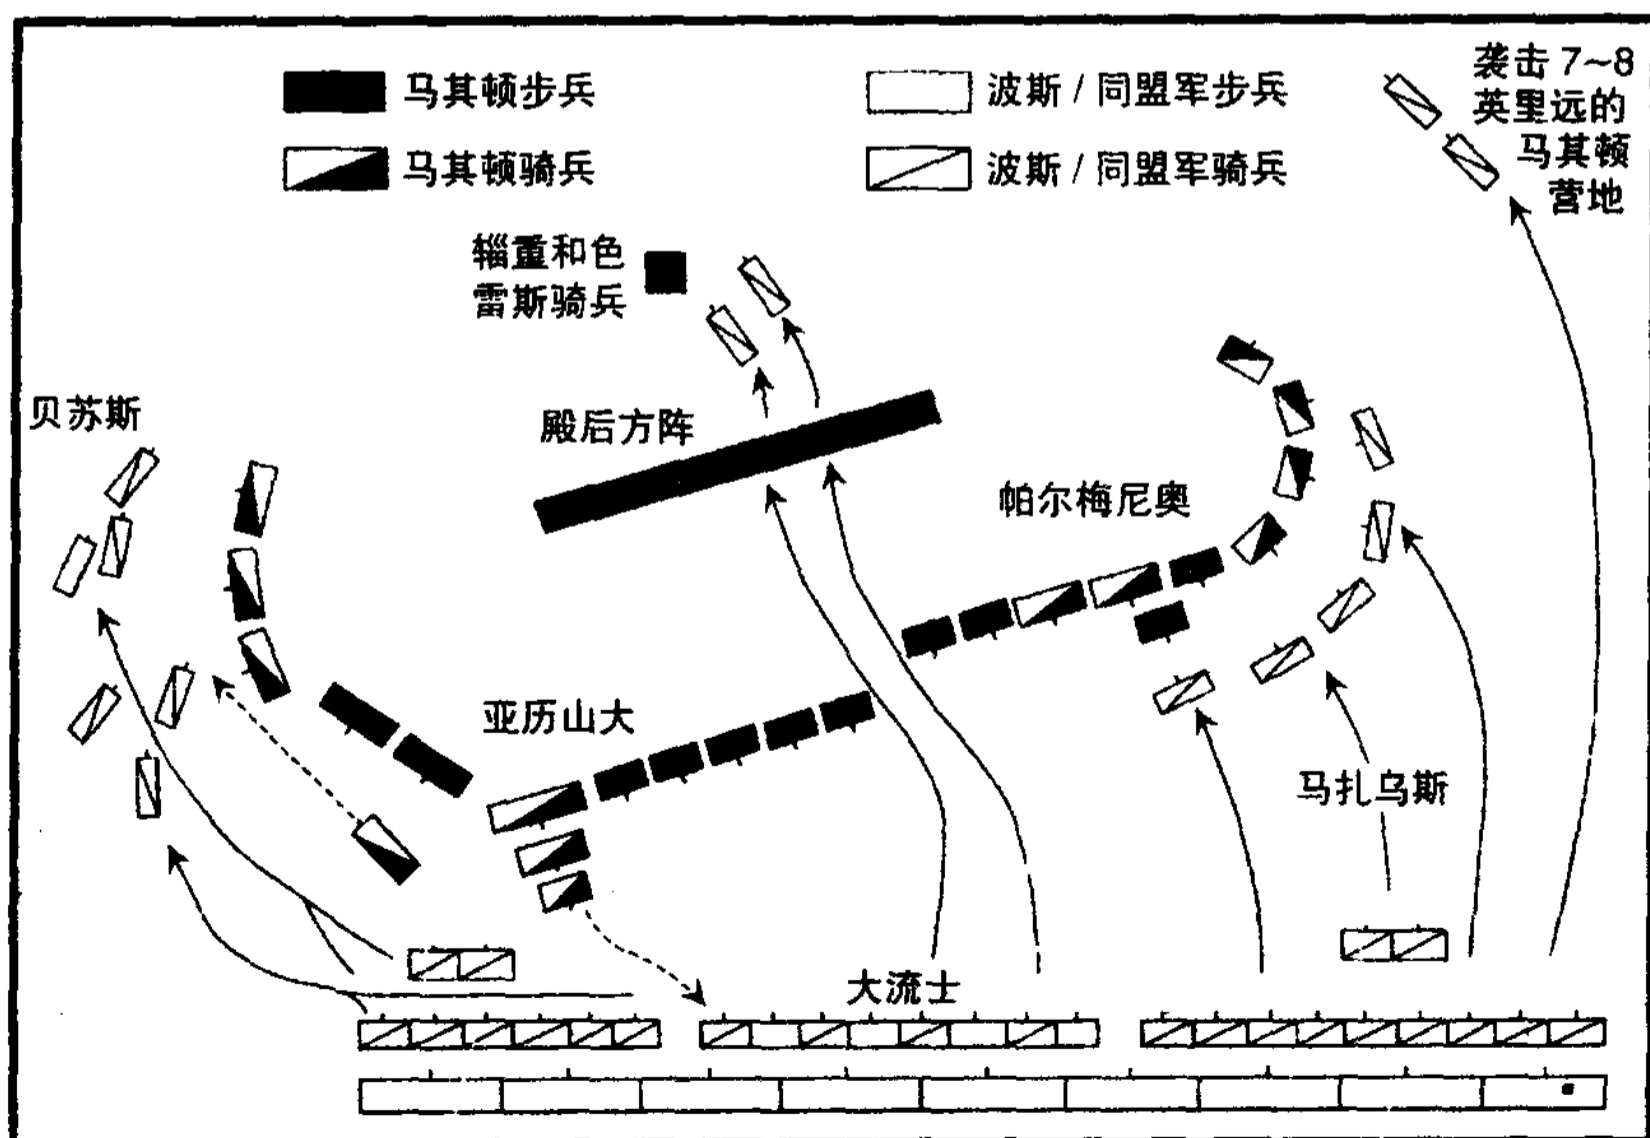 马其顿步兵
波斯/同盟军步兵
马其顿骑兵
波斯/同盟军骑兵
袭击7~8
英里远的
马其顿
营地
辎重和色
雷斯骑兵
贝苏斯
殿后方阵
帕尔梅尼奥
亚历山大
马扎乌斯
大流士